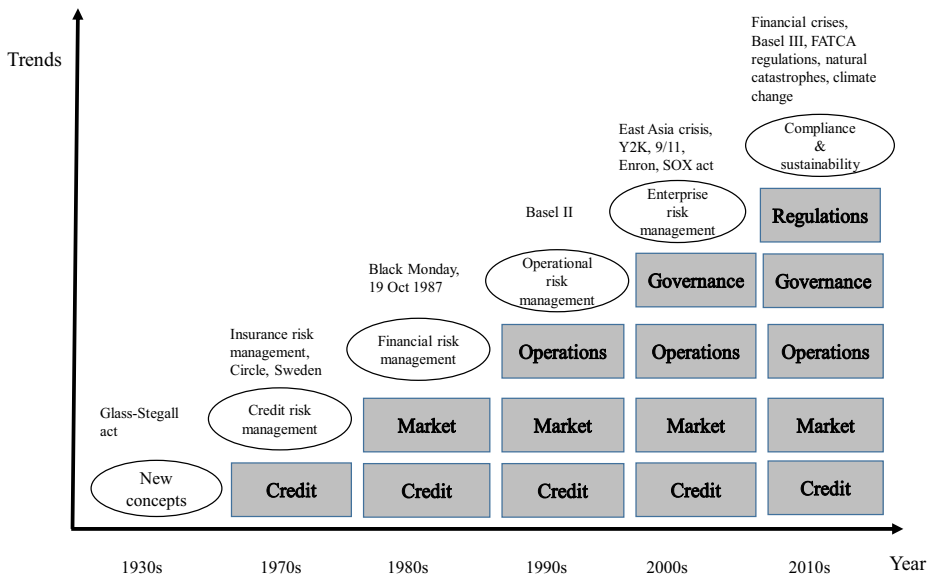 Trends
Financial crises,
Basel III, FATCA
regulations, natural
catastrophes, climate
change
Compliance
&
sustainability
East Asia crisis,
Y2K, 9/11,
Enron, SOX act
Enterprise
risk
management
Regulations
Basel II
Operational
risk
management
Governance
Governance
Black Monday,
19 Oct 1987
Financial risk
management
Operations
Operations
Operations
Insurance risk
management,
Circle, Sweden
Credit risk
management
Market
Market
Market
Market
Glass-Stegall
act
New
concepts
Credit
Credit
Credit
Credit
Credit
1930s
1970s
1980s
1990s
2000s
2010s
Year